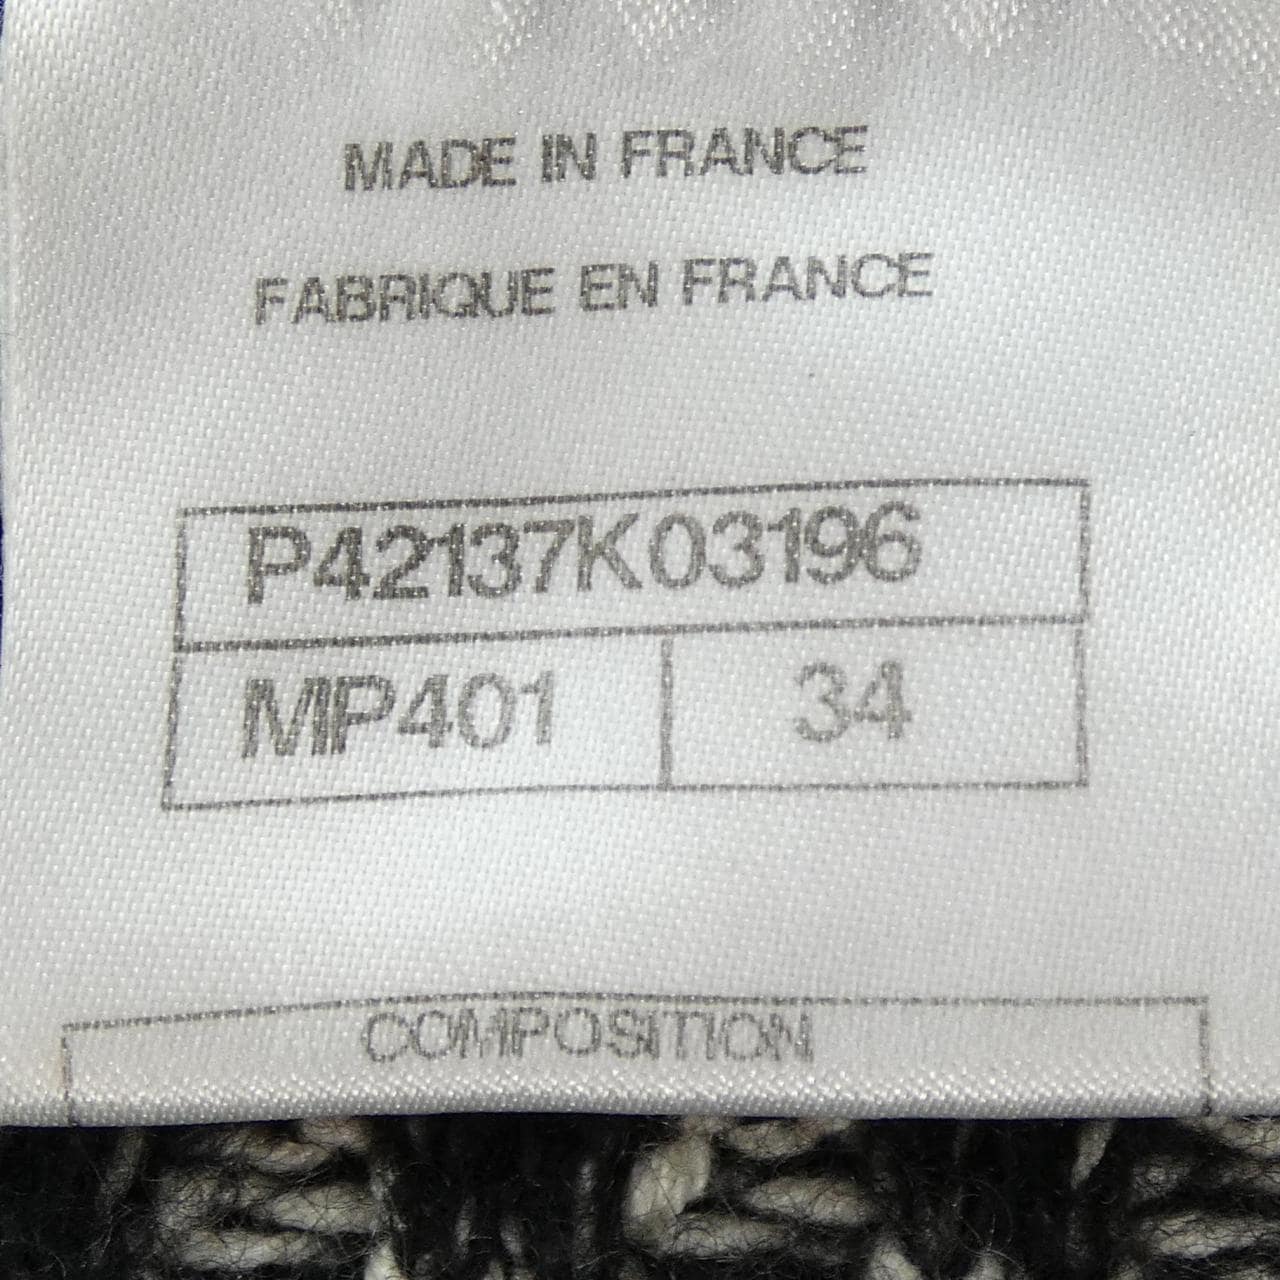 MADE IN FRANCE
FABRIQUE EN FRANCE
P42137K03196
MP401 34
COMPOSITION